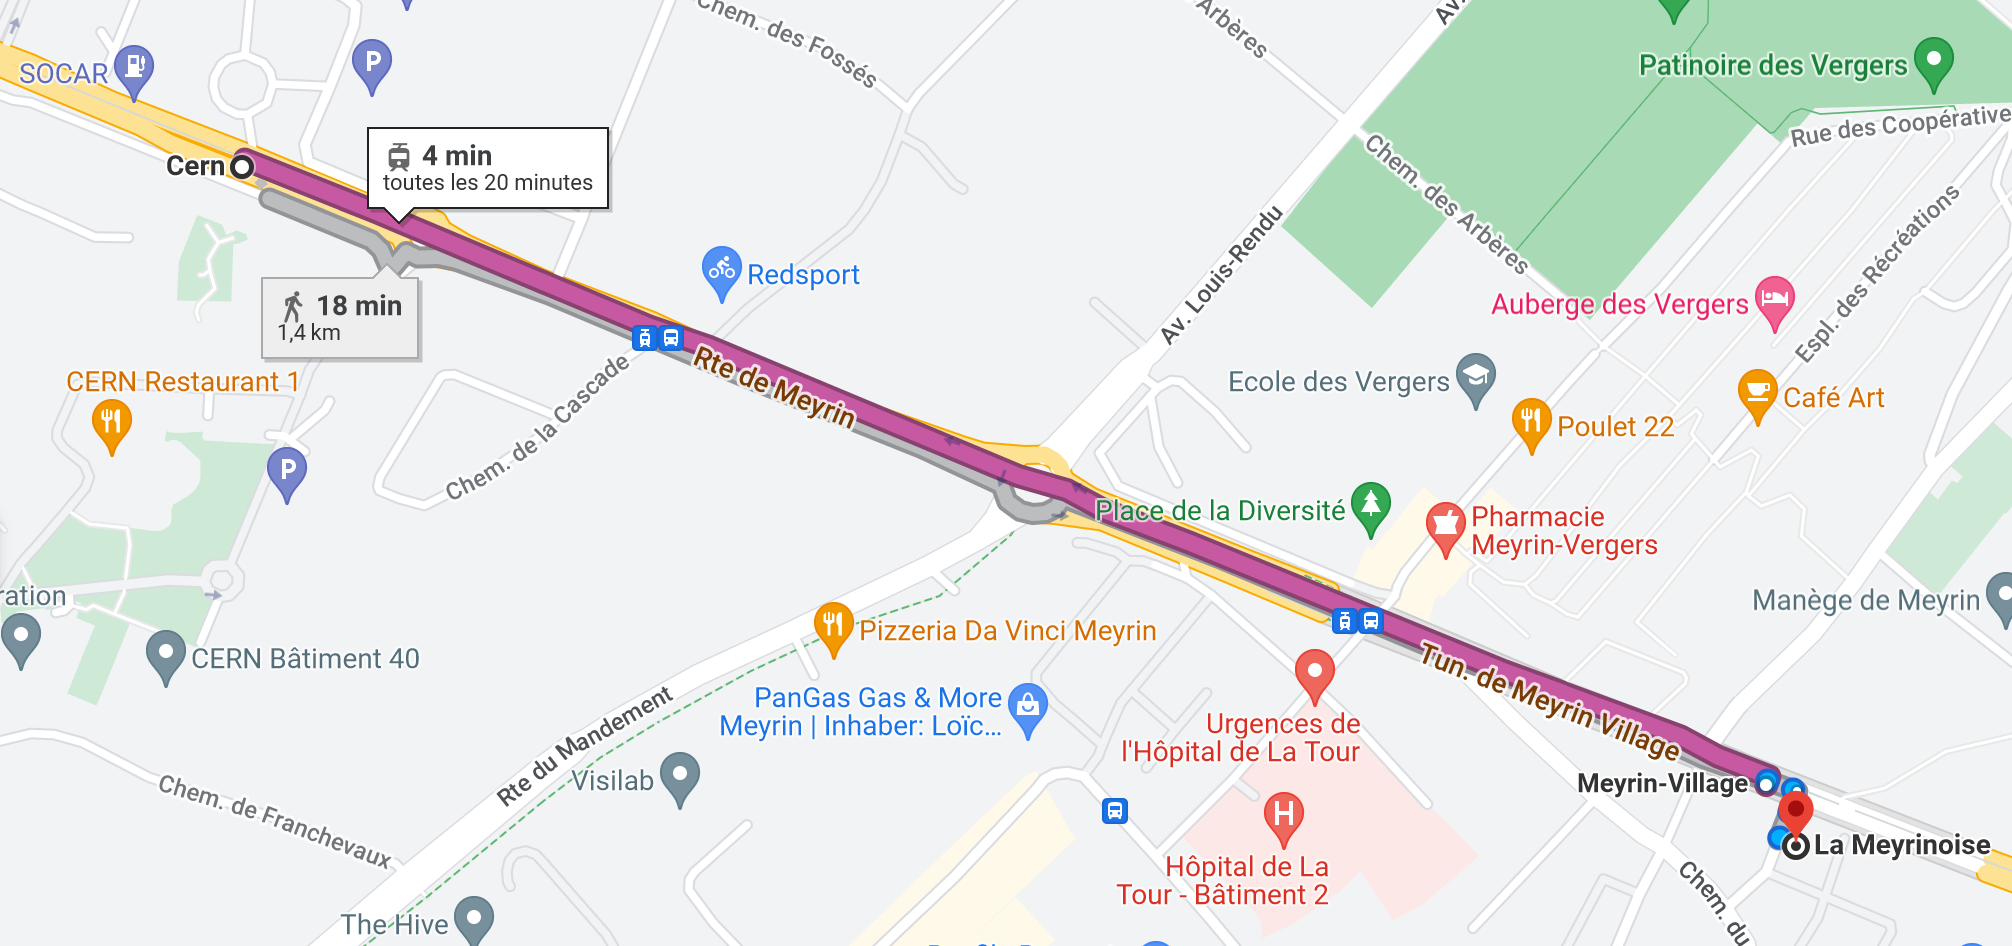 Chem. des Fossés
Arbères
Av.
Patinoire des Vergers
SOCAR
P
Rue des Coopérative
Cern
4 min
toutes les 20 minutes
Chem. des Arbères
Av. Louis-Rendu
Espl. des Récréations
Redsport
18 min
1,4 km
Auberge des Vergers
CERN Restaurant 1
Rte de Meyrin
Chem. de la Cascade
Ecole des Vergers
Café Art
Poulet 22
P
Place de la Diversité
Pharmacie
Meyrin-Vergers
ration
Manège de Meyrin
CERN Bâtiment 40
Pizzeria Da Vinci Meyrin
Tun. de Meyrin Village
PanGas Gas & More
Meyrin | Inhaber: Loïc...
Urgences de
l'Hôpital de La Tour
Rte du Mandement
Visilab
Meyrin-Village
Chem. de Franchevaux
H
La Meyrinoise
Hôpital de La
Tour - Bâtiment 2
Chem. du
The Hive